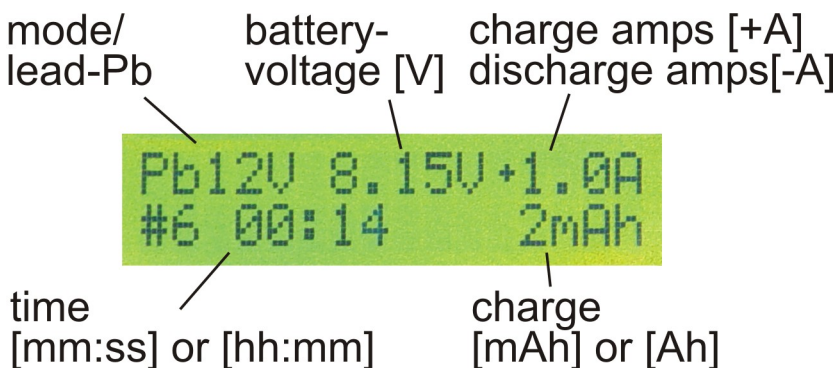 mode/
lead-Pb
battery-
voltage [V]
charge amps [+A]
discharge amps[-A]
Pb12V 8.15V+1.0A
#6 00:14 2mAh
time
[mm:ss] or [hh:mm]
charge
[mAh] or [Ah]